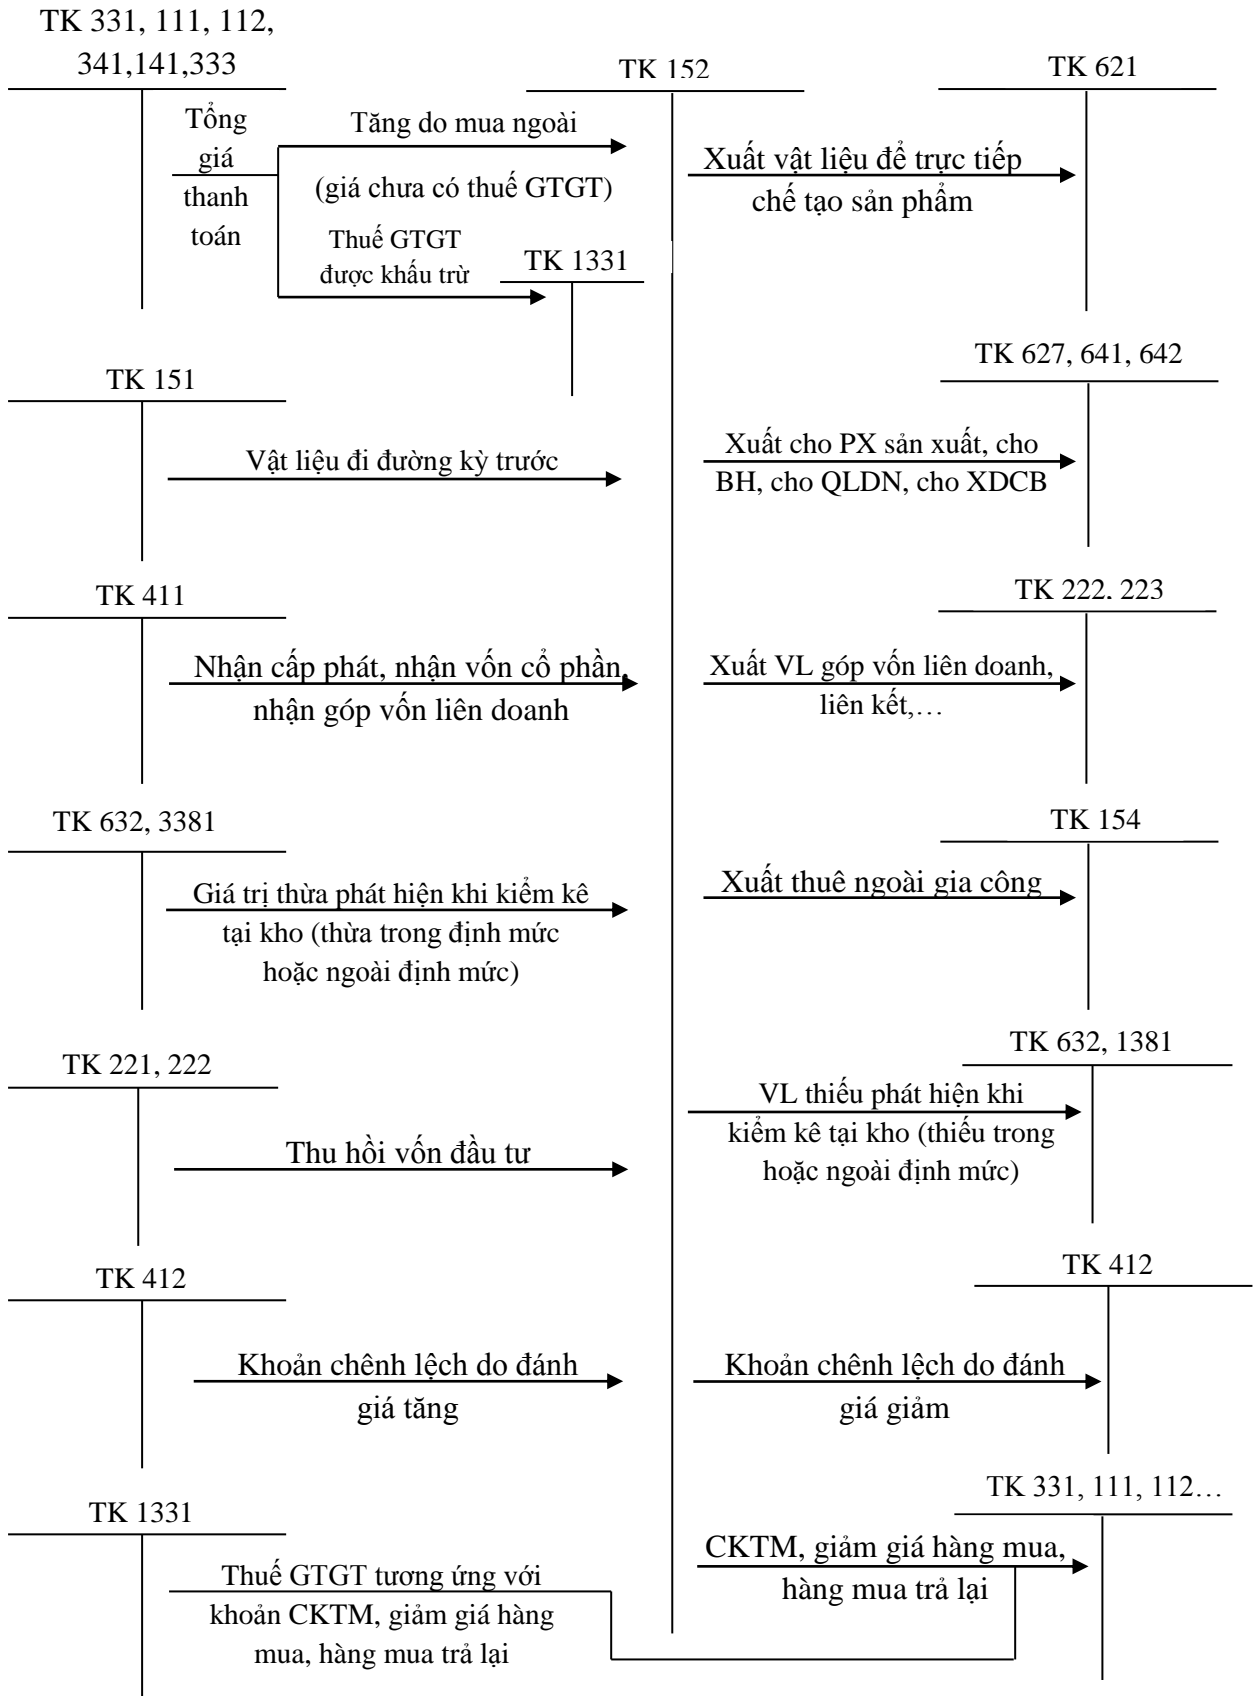 TK 331, 111, 112,
341,141,333
TK 152
TK 621
Tổng
giá
thanh
toán
Tăng do mua ngoài
(giá chưa có thuế GTGT)
Xuất vật liệu để trực tiếp
chế tạo sản phẩm
Thuế GTGT
được khấu trừ
TK 1331
TK 151
TK 627, 641, 642
Vật liệu đi đường kỳ trước
Xuất cho PX sản xuất, cho
BH, cho QLDN, cho XDCB
TK 411
TK 222, 223
Nhận cấp phát, nhận vốn cổ phần,
nhận góp vốn liên doanh
Xuất VL góp vốn liên doanh,
liên kết,…
TK 632, 3381
TK 154
Giá trị thừa phát hiện khi kiểm kê
tại kho (thừa trong định mức
hoặc ngoài định mức)
Xuất thuê ngoài gia công
TK 221, 222
TK 632, 1381
Thu hồi vốn đầu tư
VL thiếu phát hiện khi
kiểm kê tại kho (thiếu trong
hoặc ngoài định mức)
TK 412
TK 412
Khoản chênh lệch do đánh
giá tăng
Khoản chênh lệch do đánh
giá giảm
TK 1331
TK 331, 111, 112…
Thuế GTGT tương ứng với
khoản CKTM, giảm giá hàng
mua, hàng mua trả lại
CKTM, giảm giá hàng mua,
hàng mua trả lại